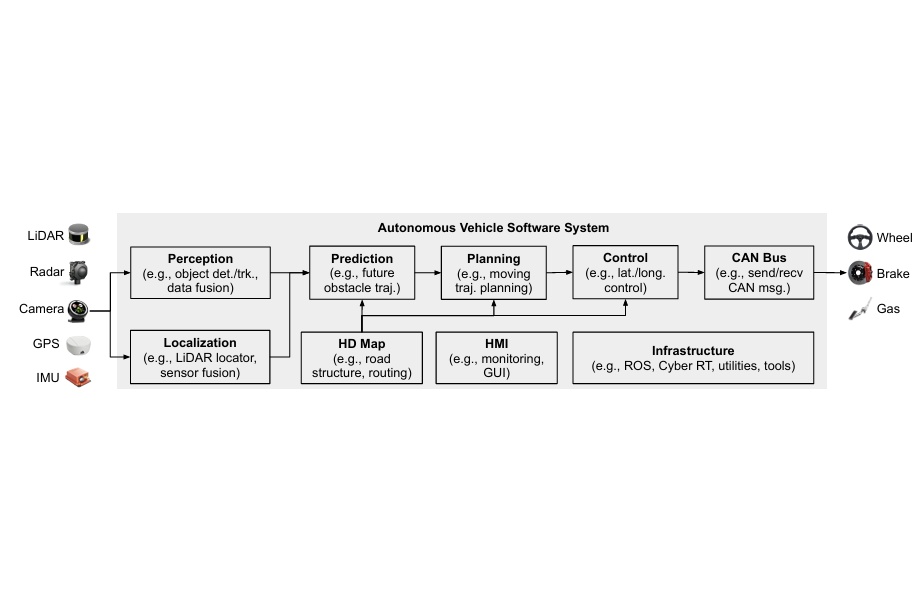 Autonomous Vehicle Software System
LiDAR
Radar
Camera
GPS
IMU
Perception
(e.g., object det./trk.,
data fusion)
Localization
(e.g., LiDAR locator,
sensor fusion)
Prediction
(e.g., future
obstacle traj.)
Planning
(e.g., moving
traj. planning)
Control
(e.g., lat./long.
control)
CAN Bus
(e.g., send/recv
CAN msg.)
HD Map
(e.g., road
structure, routing)
HMI
(e.g., monitoring,
GUI)
Infrastructure
(e.g., ROS, Cyber RT, utilities, tools)
Wheel
Brake
Gas